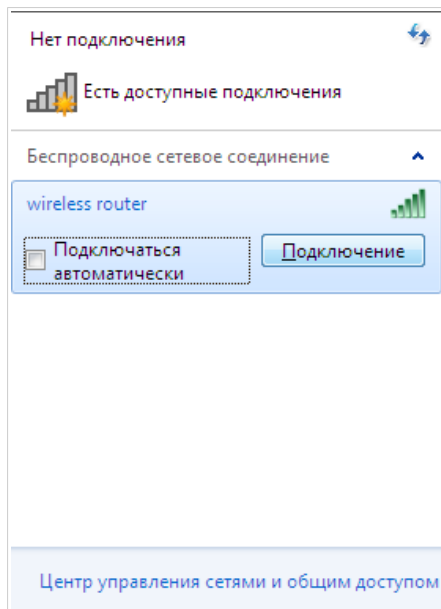 Нет подключения
Есть доступные подключения
Беспроводное сетевое соединение
wireless router
Подключаться
автоматически
Подключение
Центр управления сетями и общим доступом